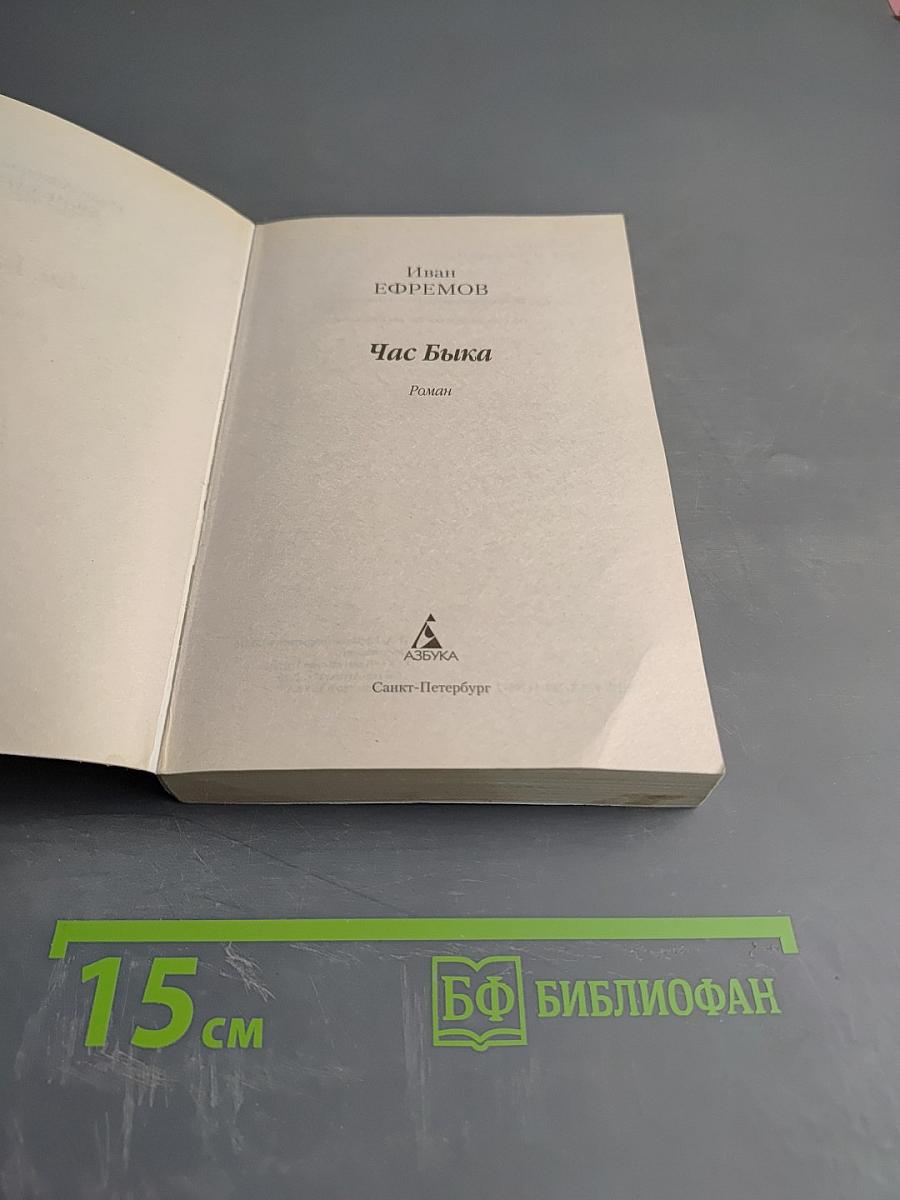 Иван
ЕФРЕМОВ
Час Быка
Роман
АЗБУКА
Санкт-Петербург
15 см
БФ БИБЛИОФАН